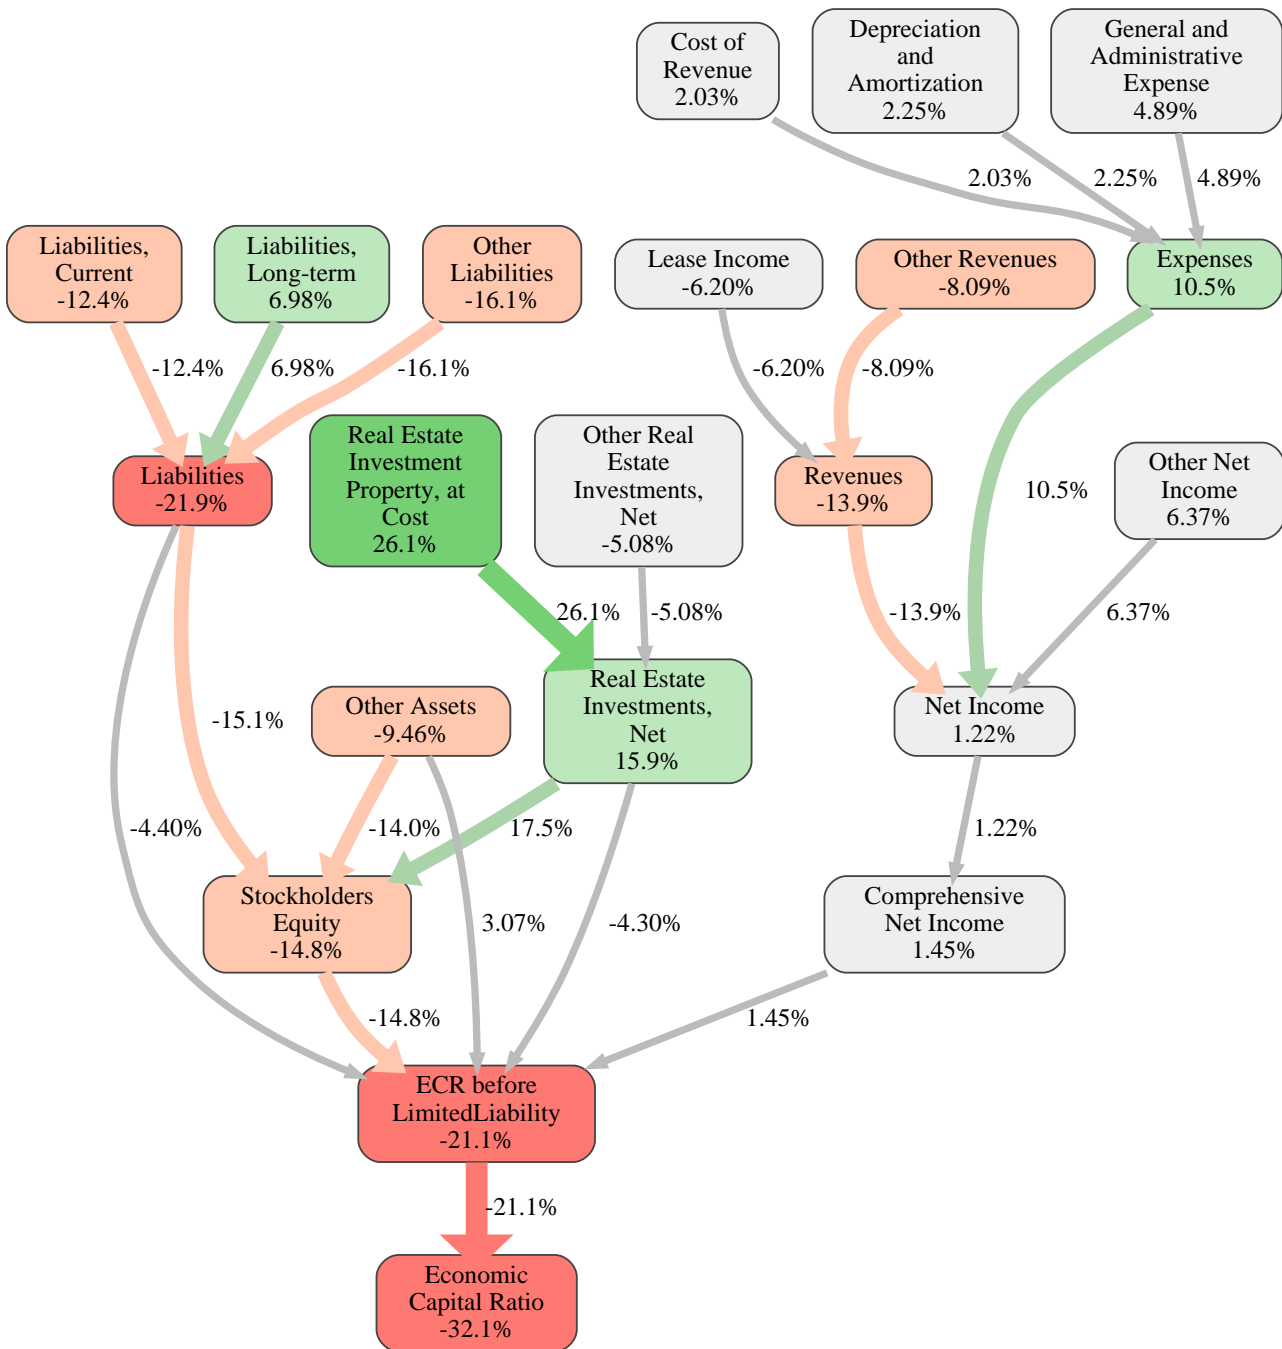 Cost of
Revenue
2.03%
Depreciation
and
Amortization
2.25%
General and
Administrative
Expense
4.89%
2.03%
2.25%
4.89%
Liabilities,
Current
-12.4%
Liabilities,
Long-term
6.98%
Other
Liabilities
-16.1%
Lease Income
-6.20%
Other Revenues
-8.09%
Expenses
10.5%
-12.4%
6.98%
-16.1%
-6.20%
-8.09%
10.5%
Liabilities
-21.9%
Real Estate
Investment
Property, at
Cost
26.1%
Other Real
Estate
Investments,
Net
-5.08%
Revenues
-13.9%
Other Net
Income
6.37%
26.1%
-5.08%
-13.9%
6.37%
Other Assets
-9.46%
Real Estate
Investments,
Net
15.9%
Net Income
1.22%
-15.1%
-4.40%
-14.0%
17.5%
1.22%
Stockholders
Equity
-14.8%
3.07%
-4.30%
Comprehensive
Net Income
1.45%
-14.8%
1.45%
ECR before
LimitedLiability
-21.1%
-21.1%
Economic
Capital Ratio
-32.1%